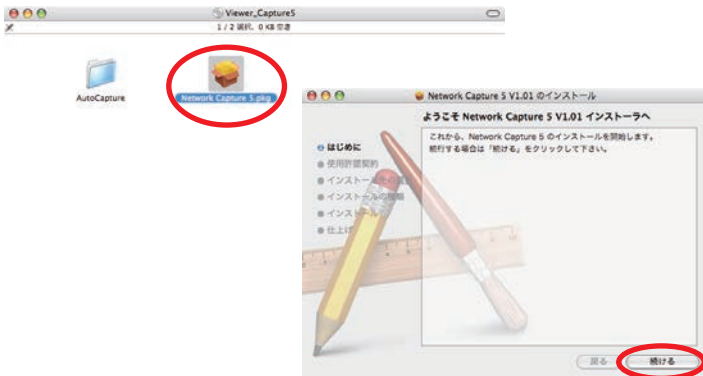 Viewer_Capture5
1 / 2 選択、0 KB 空き
AutoCapture
Network Capture 5.pkg
Network Capture 5 V1.01 のインストール
ようこそ Network Capture 5 V1.01 インストーラへ
これから、Network Capture 5 のインストールを開始します。
続行する場合は「続ける」をクリックして下さい。
はじめに
使用許諾契約
インストール先の選択
インストールの種類
インストール
仕上げ
戻る
続ける